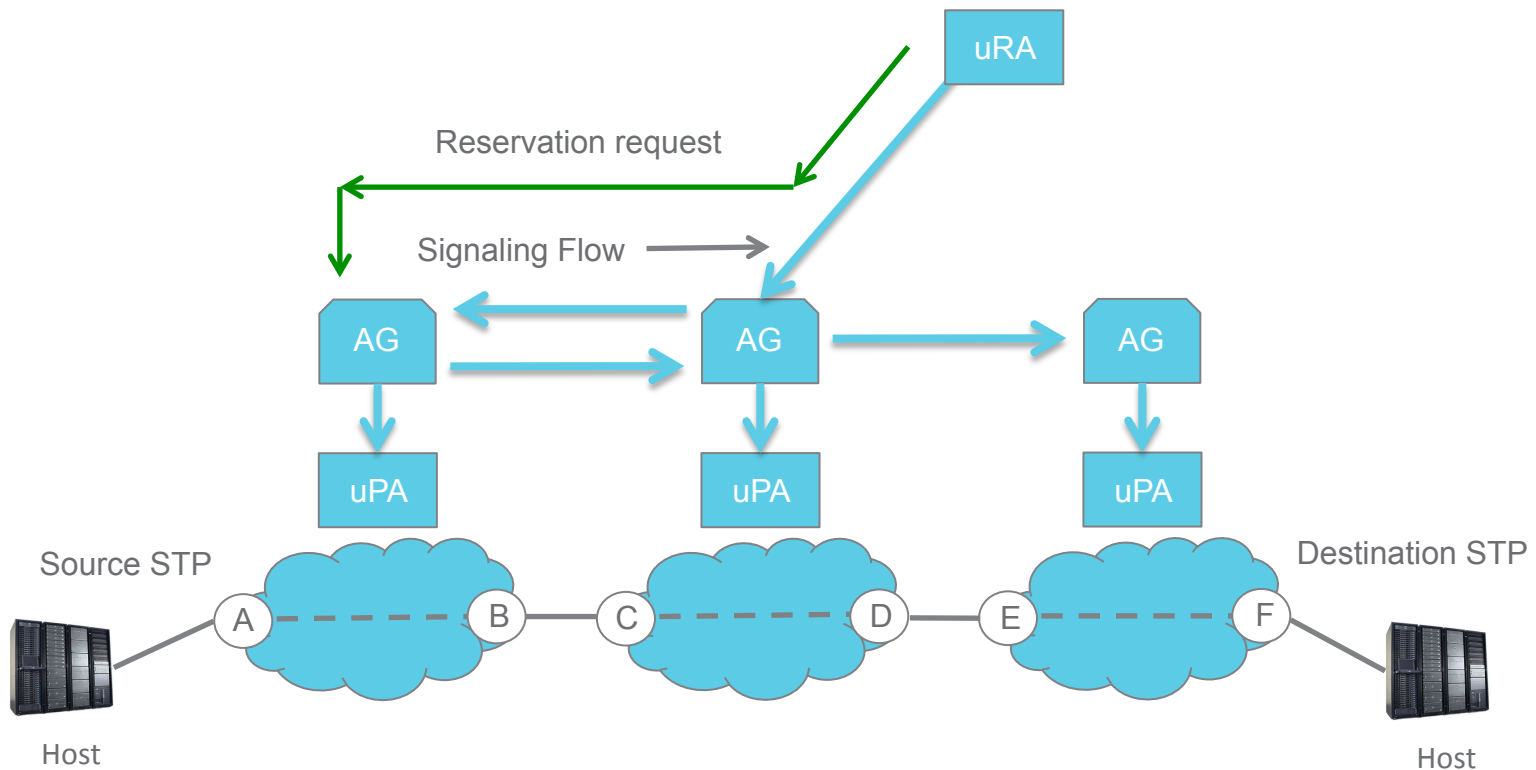 uRA
Reservation request
Signaling Flow
AG
AG
AG
uPA
uPA
uPA
Source STP
Destination STP
A
B
C
D
E
F
Host
Host